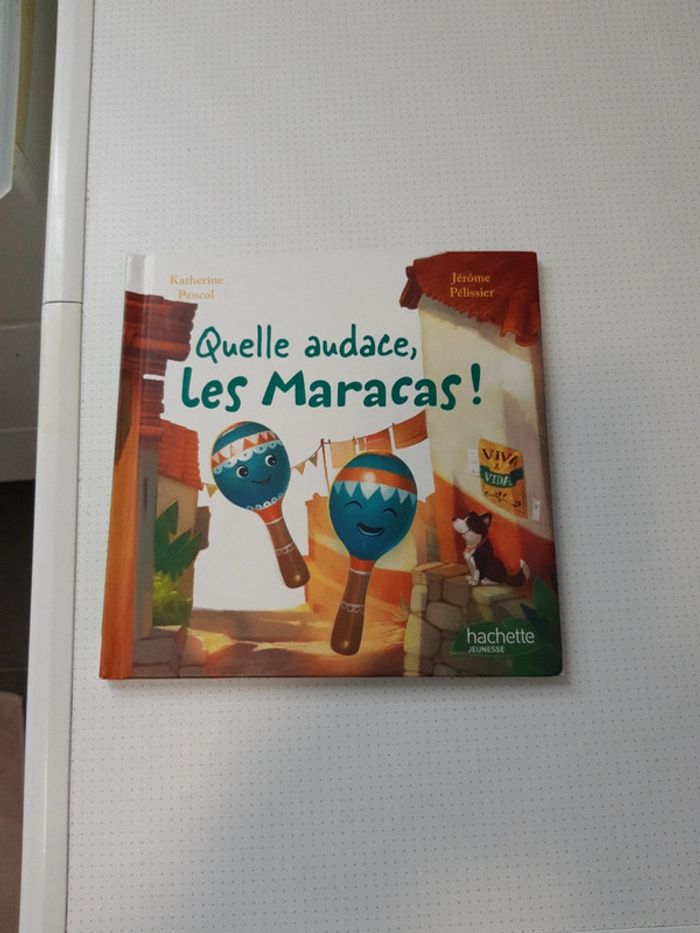 Katherine
Pancol
Jérôme
Pélissier
Quelle audace,
les Maracas !
VIVA
VIDA
hachette
JEUNESSE